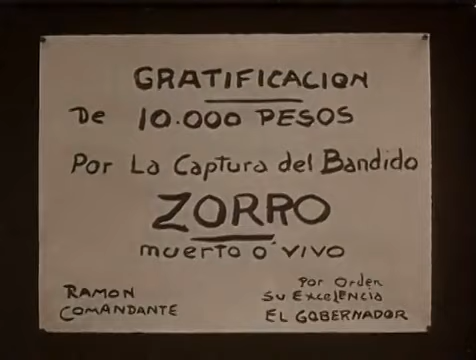 GRATIFICACION
De 10.000 PESOS
Por La Captura del Bandido
ZORRO
muerto o' vivo
RAMON
COMANDANTE
Por Orden
Su Excelencia
EL GOBERNADOR